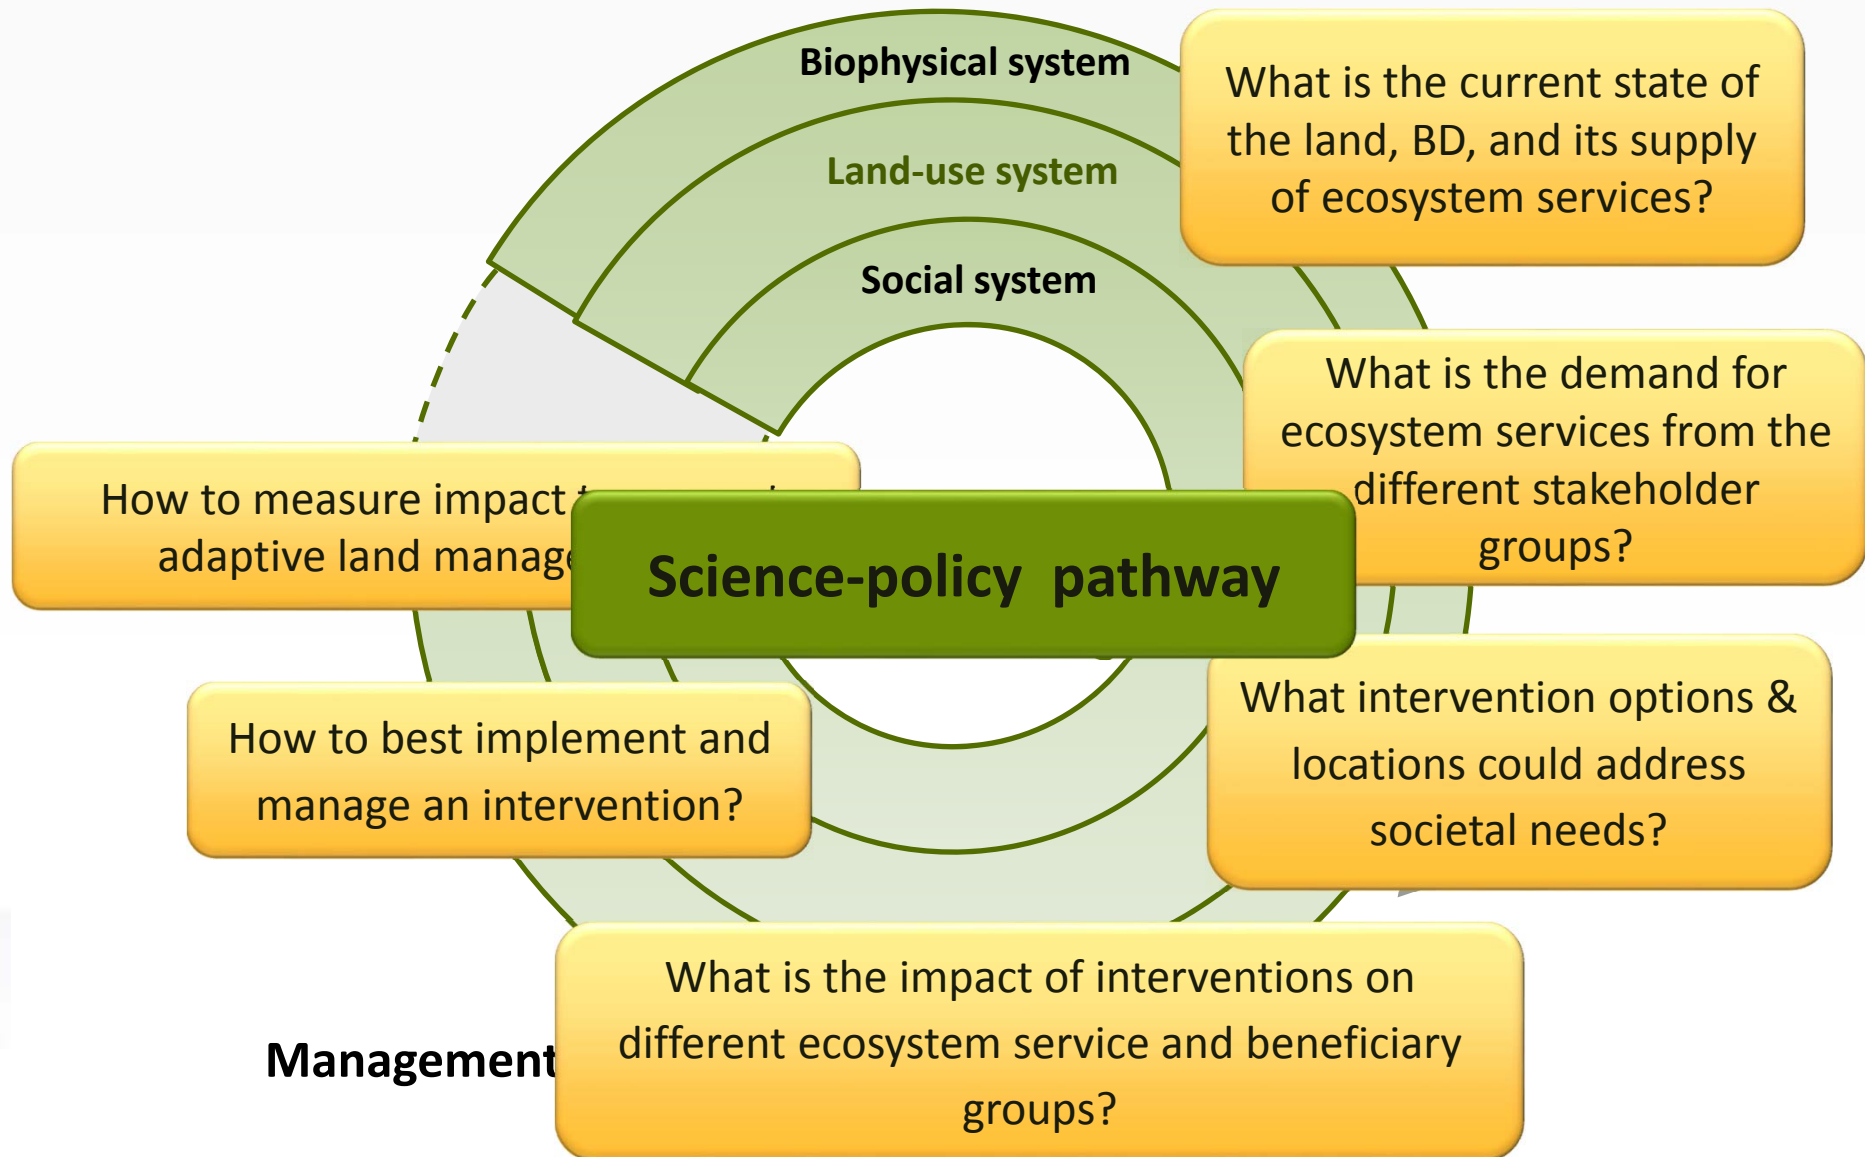 Biophysical system
Land-use system
Social system
What is the current state of
the land, BD, and its supply
of ecosystem services?
What is the demand for
ecosystem services from the
different stakeholder
groups?
How to measure impact
adaptive land manage
Science-policy pathway
What intervention options &
locations could address
societal needs?
How to best implement and
manage an intervention?
What is the impact of interventions on
different ecosystem service and beneficiary
groups?
Management